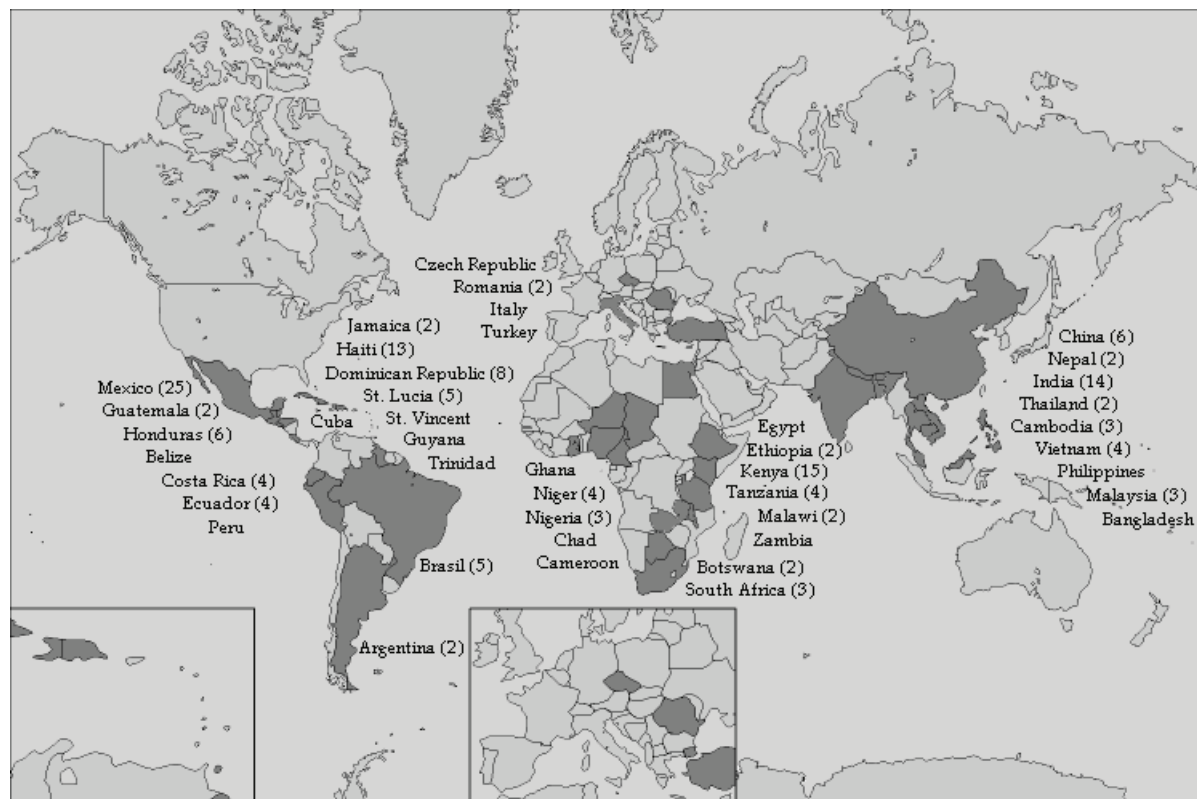 Czech Republic
Romania (2)
Italy
Turkey
Jamaica (2)
Haiti (13)
Dominican Republic (8)
St. Lucia (5)
St. Vincent
Guyana
Trinidad
Cuba
Mexico (25)
Guatemala (2)
Honduras (6)
Belize
Costa Rica (4)
Ecuador (4)
Peru
Brasil (5)
Argentina (2)
Ghana
Niger (4)
Nigeria (3)
Chad
Cameroon
Egypt
Ethiopia (2)
Kenya (15)
Tanzania (4)
Malawi (2)
Zambia
Botswana (2)
South Africa (3)
China (6)
Nepal (2)
India (14)
Thailand (2)
Cambodia (3)
Vietnam (4)
Philippines
Malaysia (3)
Bangladesh